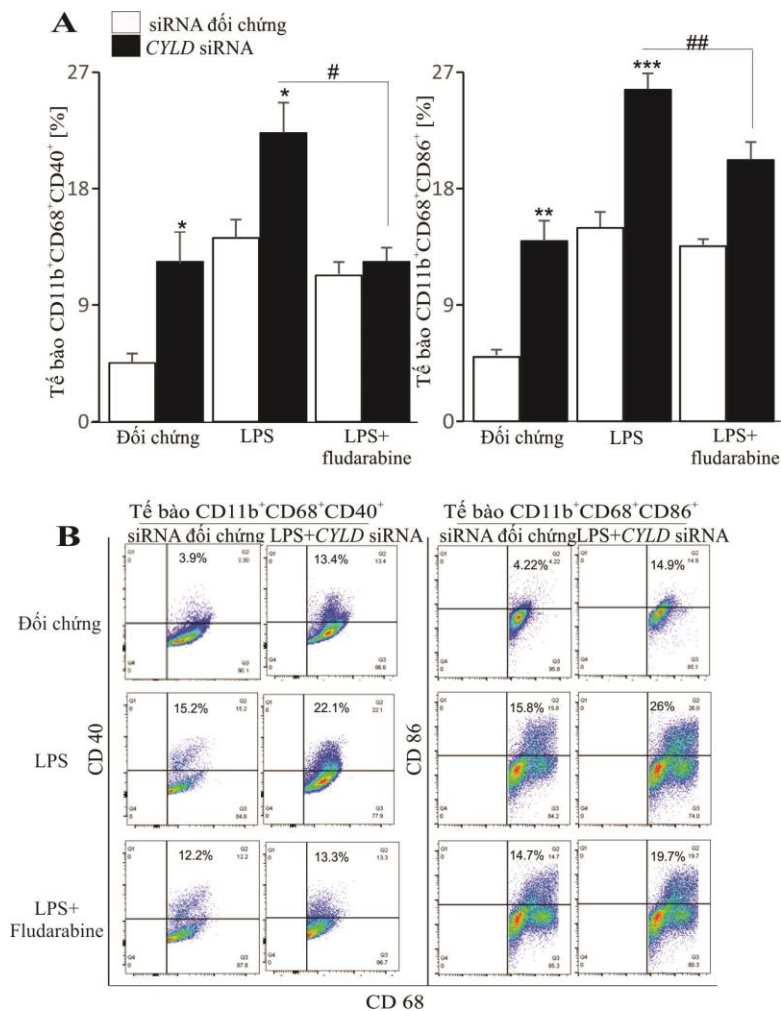 A
siRNA đối chứng
CYLD siRNA
Tế bào CD11b⁺CD68⁺CD40⁺ [%]
27
18
9
0
#
*
*
Đối chứng
LPS
LPS+
fludarabine
Tế bào CD11b⁺CD68⁺CD86⁺ [%]
27
18
9
0
##
***
**
Đối chứng
LPS
LPS+
fludarabine
B
Tế bào CD11b⁺CD68⁺CD40⁺
Tế bào CD11b⁺CD68⁺CD86⁺
siRNA đối chứng LPS+CYLD siRNA
siRNA đối chứngLPS+CYLD siRNA
Đối chứng
3.9%
13.4%
4.22%
14.9%
LPS
15.2%
22.1%
15.8%
26%
LPS+
Fludarabine
12.2%
13.3%
14.7%
19.7%
CD 40
CD 86
CD 68